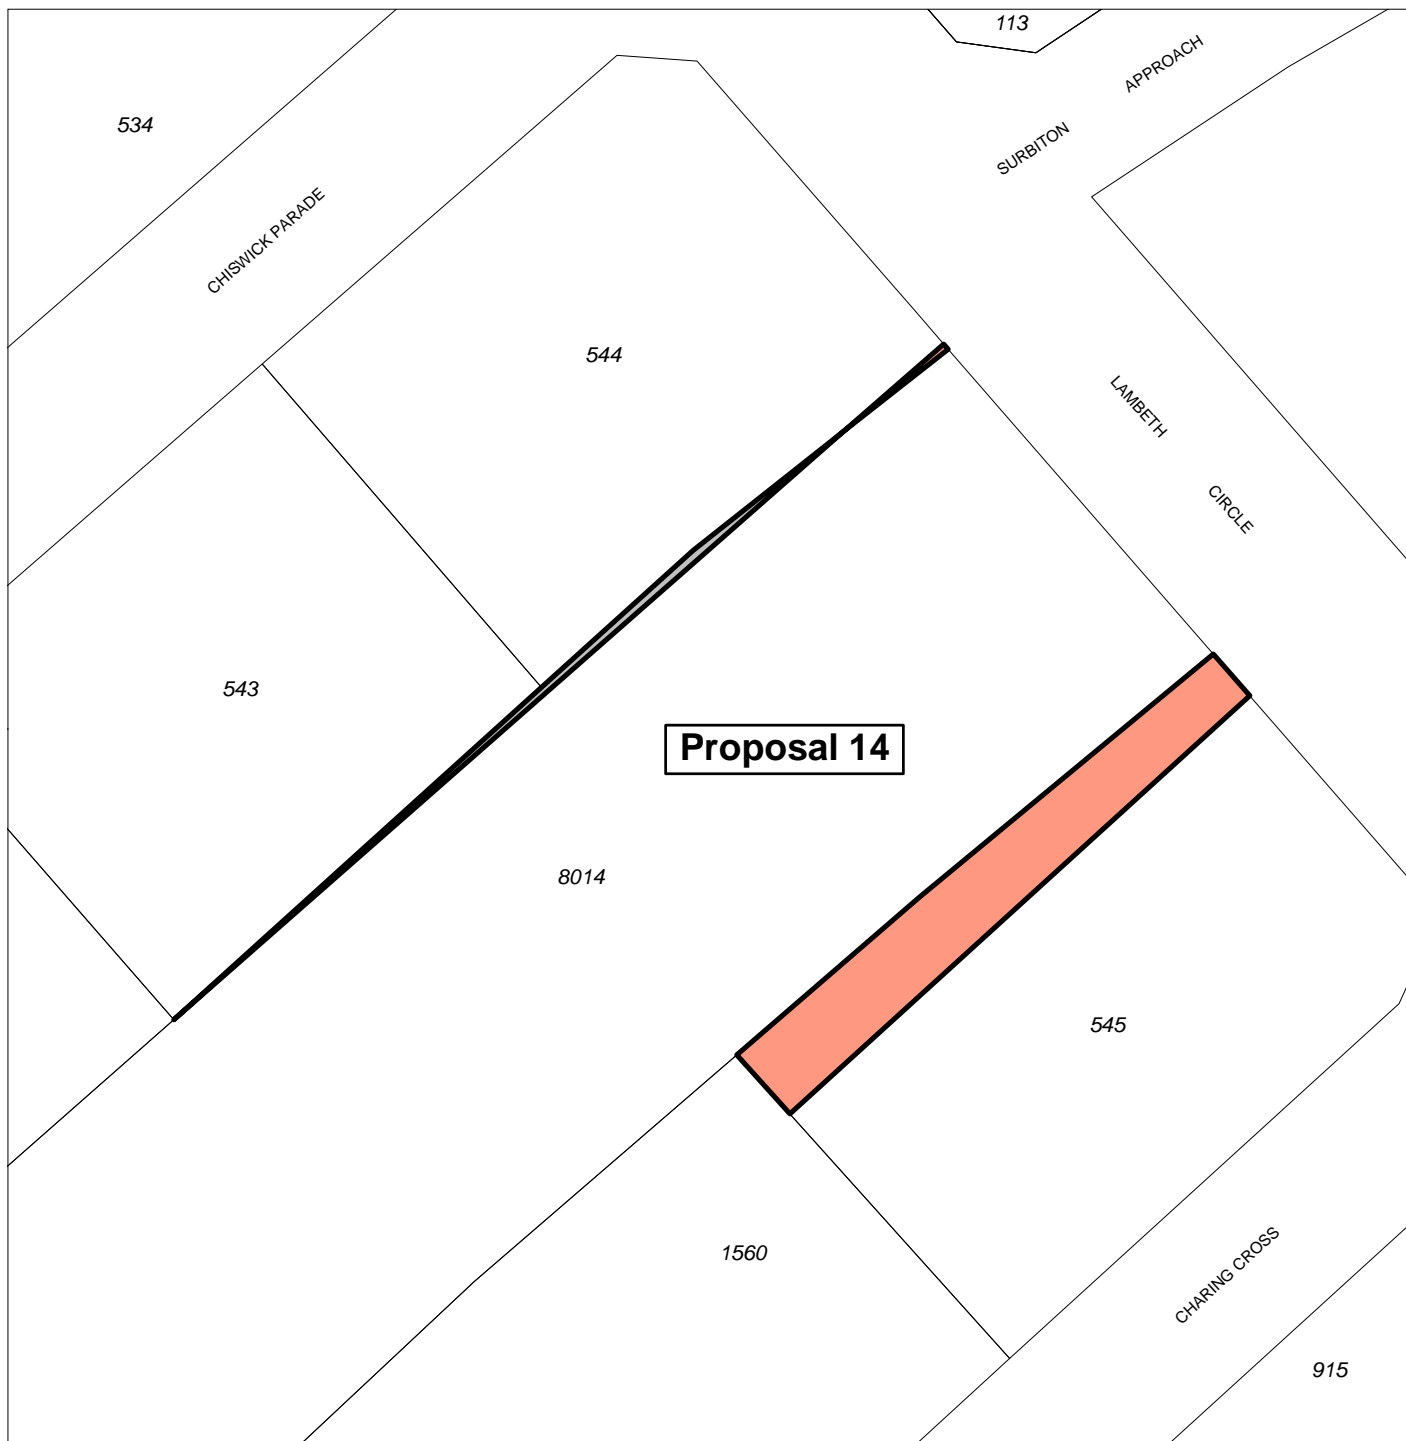 113
APPROACH
534
SURBITON
CHISWICK PARADE
544
LAMBETH
CIRCLE
543
Proposal 14
8014
545
1560
CHARING CROSS
915